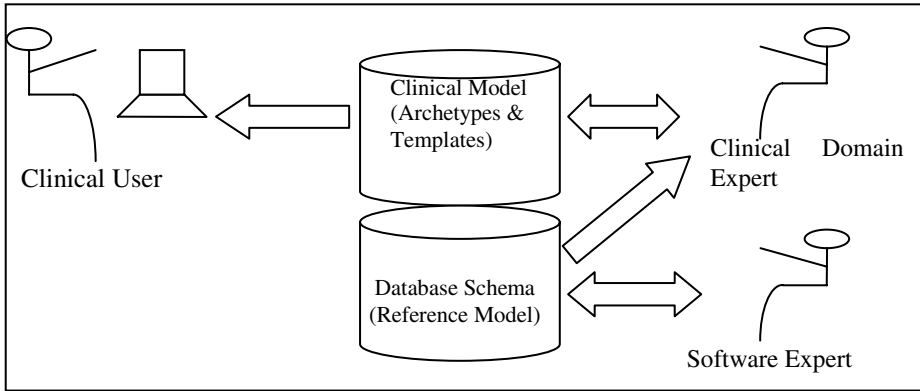 Clinical Model
(Archetypes &
Templates)
Clinical Domain
Expert
Clinical User
Database Schema
(Reference Model)
Software Expert